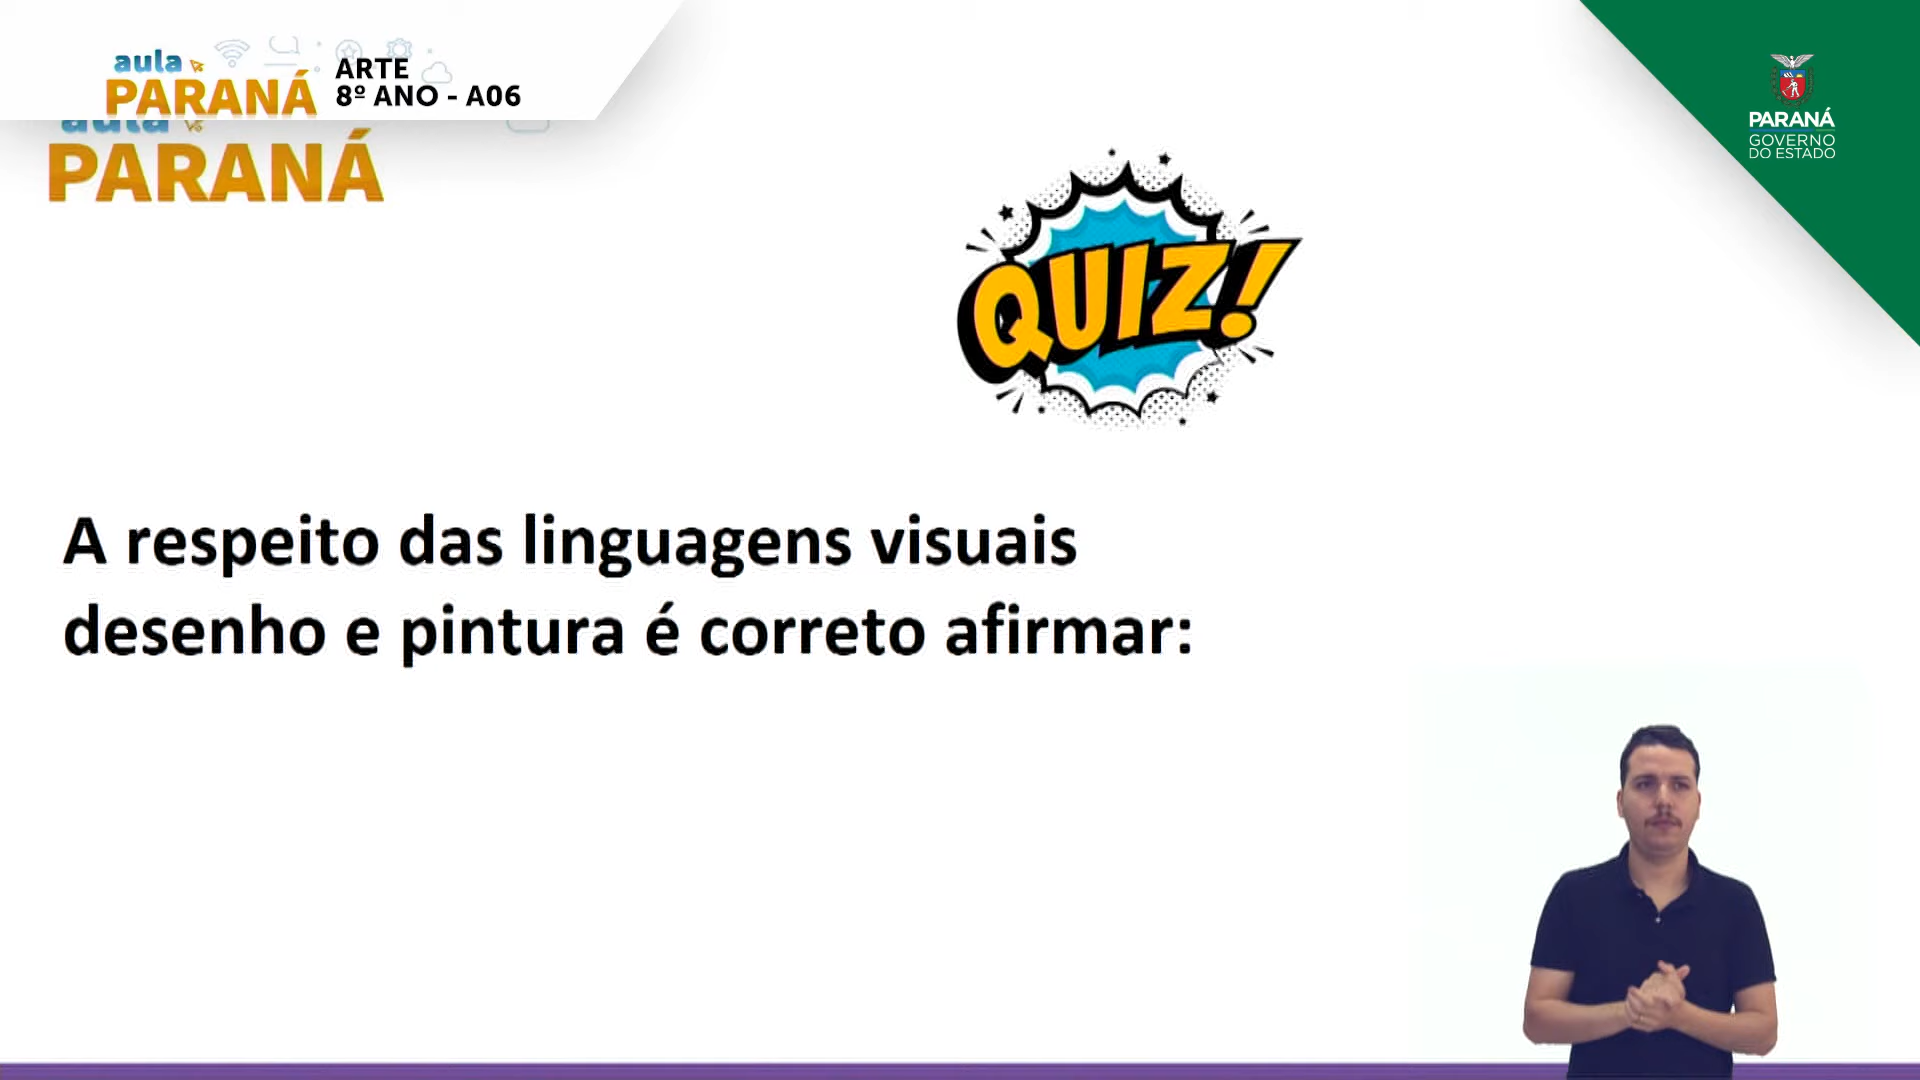 aula
PARANÁ
ARTE
8º ANO - A06
aula
PARANÁ
PARANÁ
GOVERNO
DO ESTADO
QUIZ!
A respeito das linguagens visuais
desenho e pintura é correto afirmar: